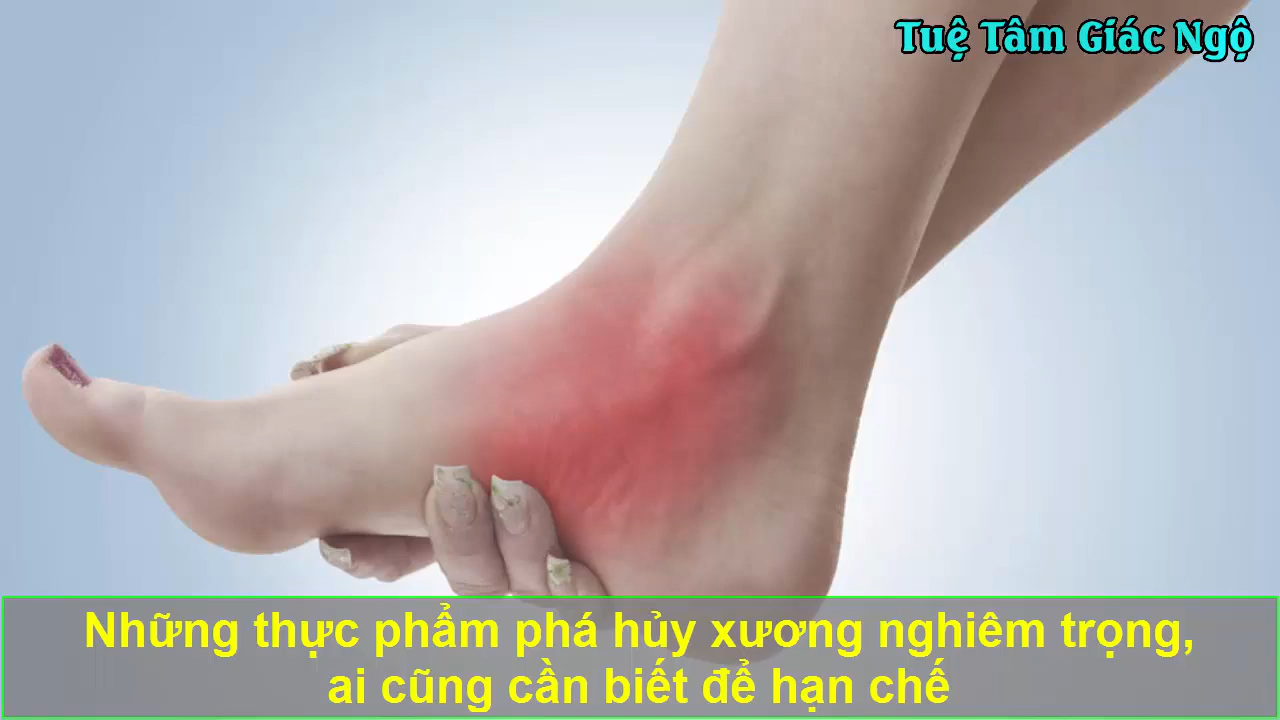 Tuệ Tâm Giác Ngộ
Những thực phẩm phá hủy xương nghiêm trọng,
ai cũng cần biết để hạn chế